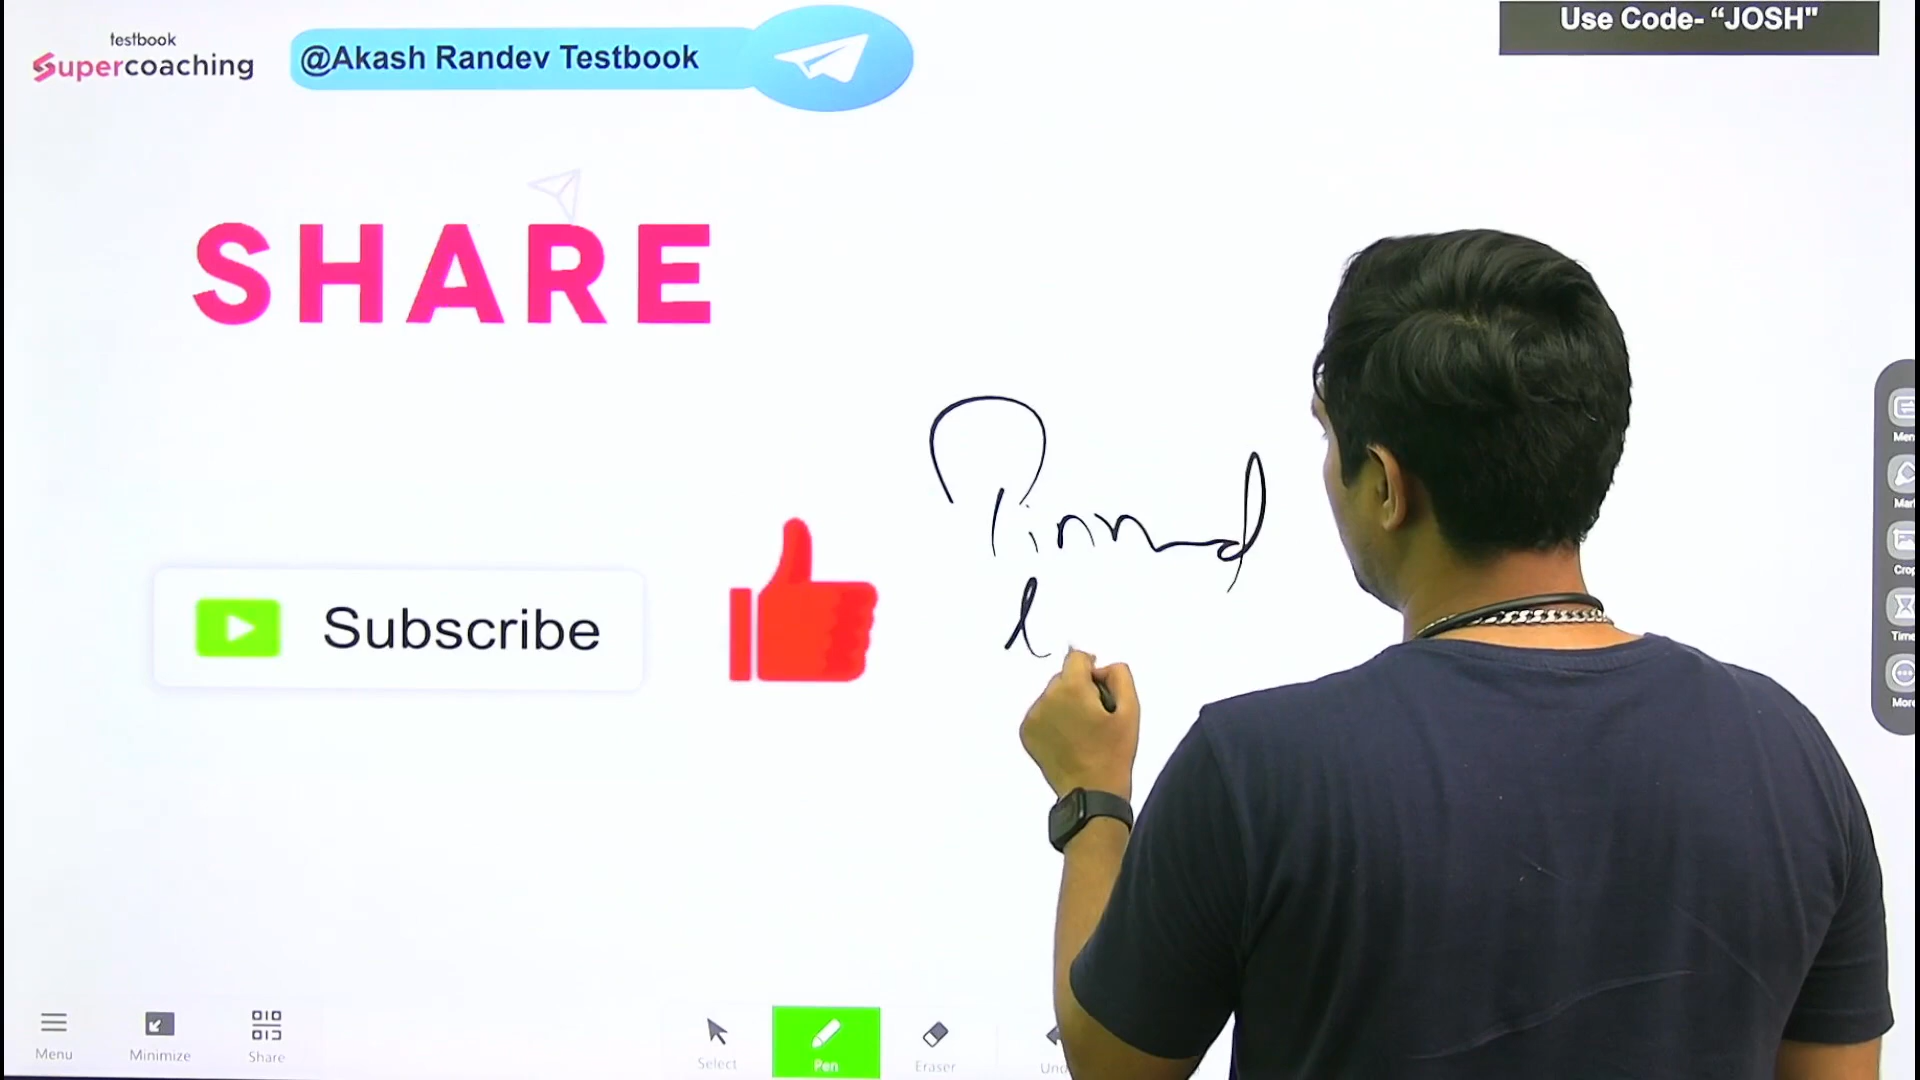 testbook
Supercoaching
@Akash Randev Testbook
Use Code- “JOSH"
SHARE
Pinned
Subscribe
Menu
Minimize
Share
Select
Pen
Eraser